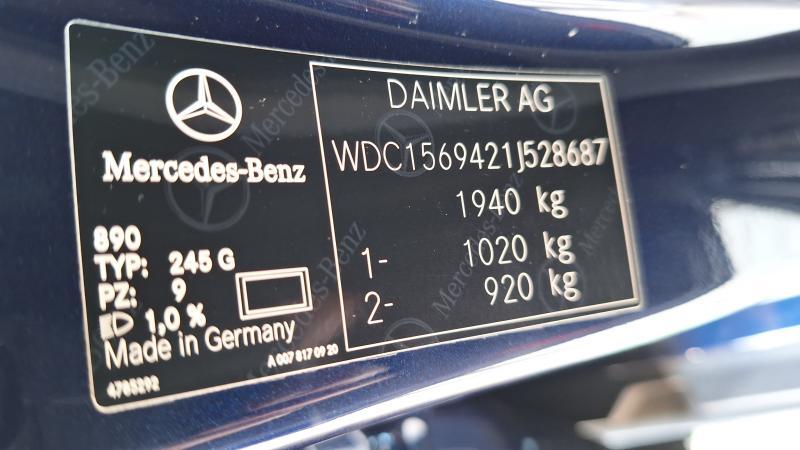 Mercedes-Benz
890
TYP: 245 G
PZ: 9
1,0 %
Made in Germany
4785292
A 007 817 09 20
DAIMLER AG
WDC1569421J528687
1940 kg
1- 1020 kg
2- 920 kg